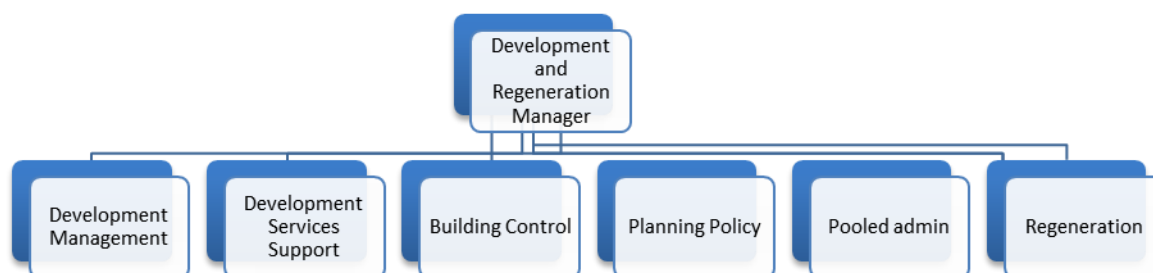 Development
and
Regeneration
Manager
Development
Management
Development
Services
Support
Building Control
Planning Policy
Pooled admin
Regeneration